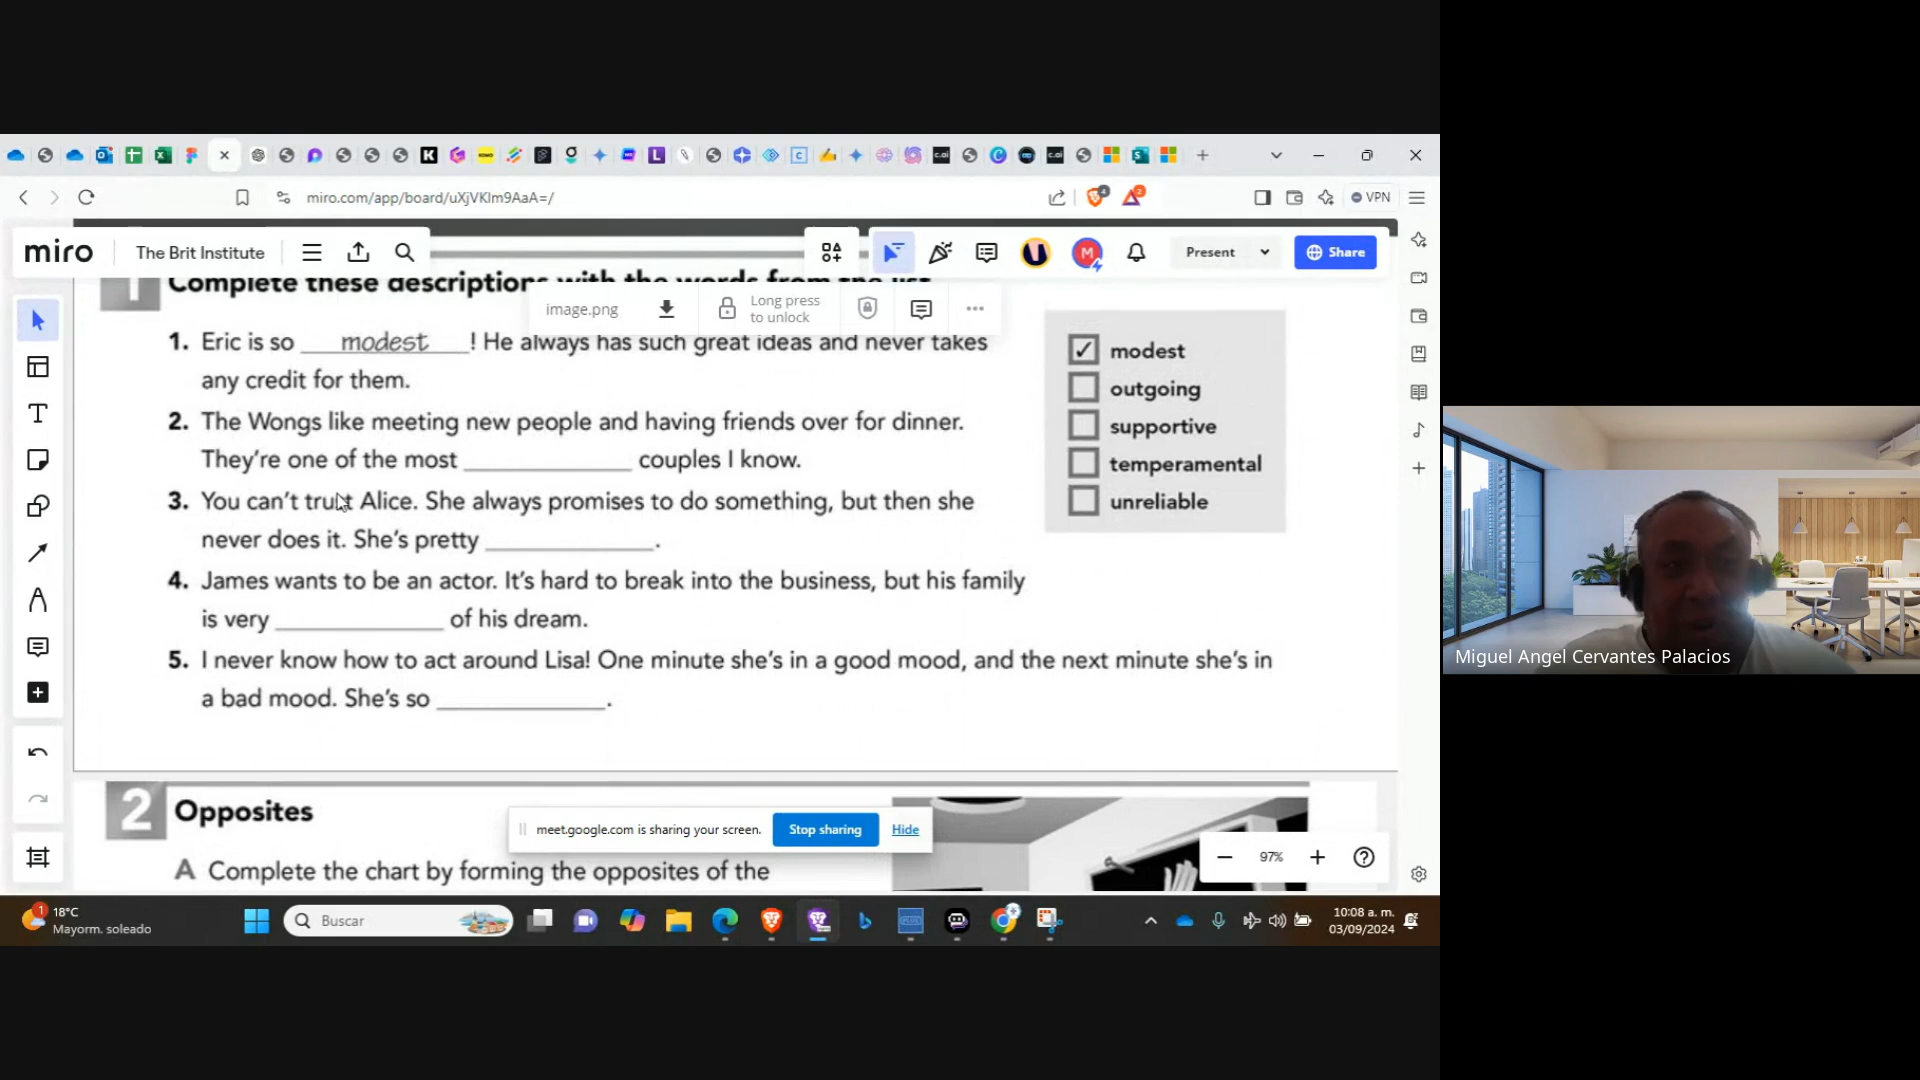 miro.com/app/board/uXjVKIm9AaA=/
VPN
miro
The Brit Institute
Present
Share
1 Complete these descriptions with the words from the list.
image.png
Long press
to unlock
1. Eric is so modest! He always has such great ideas and never takes
any credit for them.
2. The Wongs like meeting new people and having friends over for dinner.
They're one of the most ____________ couples I know.
3. You can't trust Alice. She always promises to do something, but then she
never does it. She's pretty ____________.
4. James wants to be an actor. It's hard to break into the business, but his family
is very ____________ of his dream.
5. I never know how to act around Lisa! One minute she's in a good mood, and the next minute she's in
a bad mood. She's so ____________.
✓ modest
outgoing
supportive
temperamental
unreliable
2 Opposites
A Complete the chart by forming the opposites of the
meet.google.com is sharing your screen.
Stop sharing
Hide
97%
Miguel Angel Cervantes Palacios
1
18°C
Mayorm. soleado
Buscar
10:08 a. m.
03/09/2024